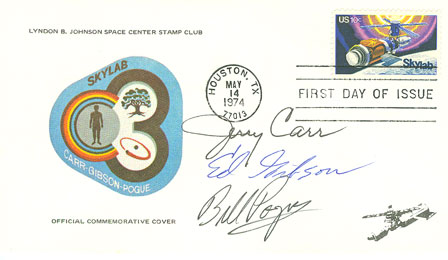 LYNDON B. JOHNSON SPACE CENTER STAMP CLUB
SKYLAB
CARR-GIBSON-POGUE
OFFICIAL COMMEMORATIVE COVER
HOUSTON, TX
MAY
14
1974
77013
US 10c
Skylab
FIRST DAY OF ISSUE
Jerry Carr
Ed Gibson
Bill Pogue